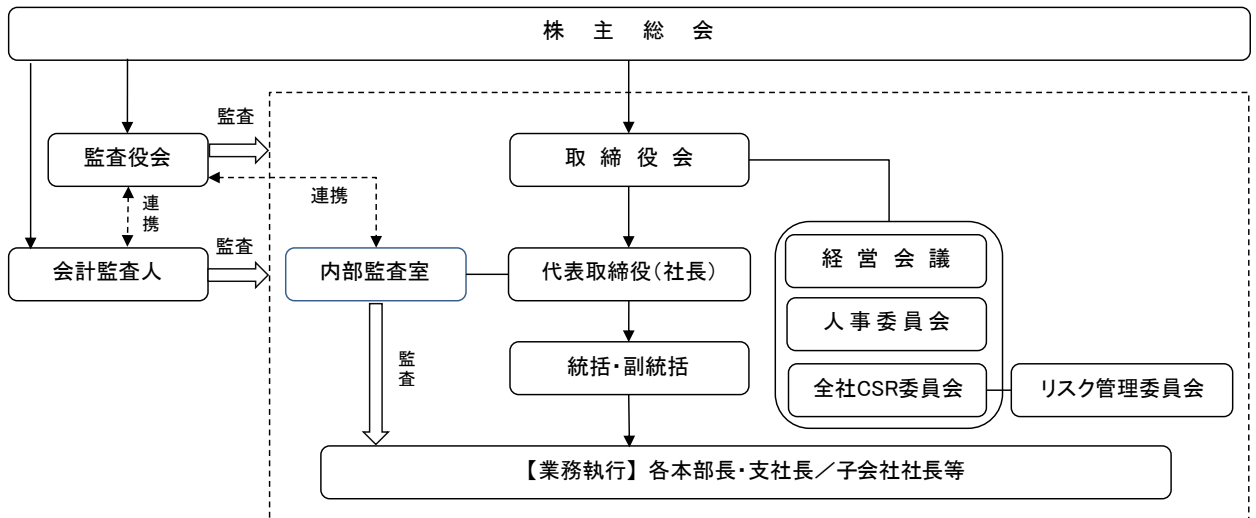 株 主 総 会
監査
監査役会
取 締 役 会
連携
連携
監査
会計監査人
内部監査室
代表取締役(社長)
経 営 会 議
人 事 委 員 会
監査
統括・副統括
全社CSR委員会
リスク管理委員会
【業務執行】各本部長・支社長/子会社社長等